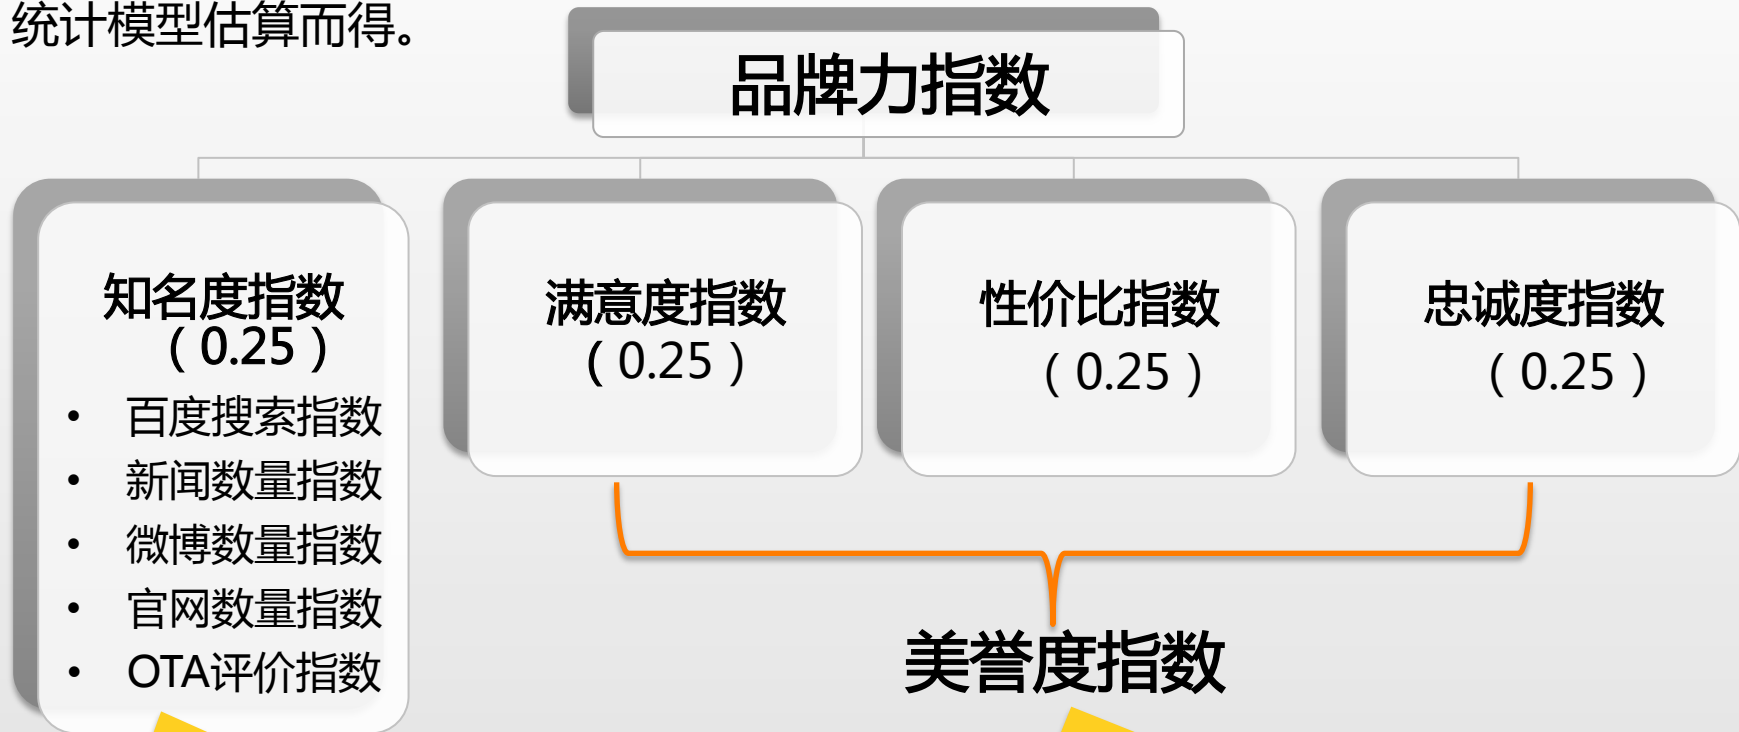 统计模型估算而得。
品牌力指数
知名度指数
（0.25）
• 百度搜索指数
• 新闻数量指数
• 微博数量指数
• 官网数量指数
• OTA评价指数
满意度指数
（0.25）
性价比指数
（0.25）
忠诚度指数
（0.25）
美誉度指数